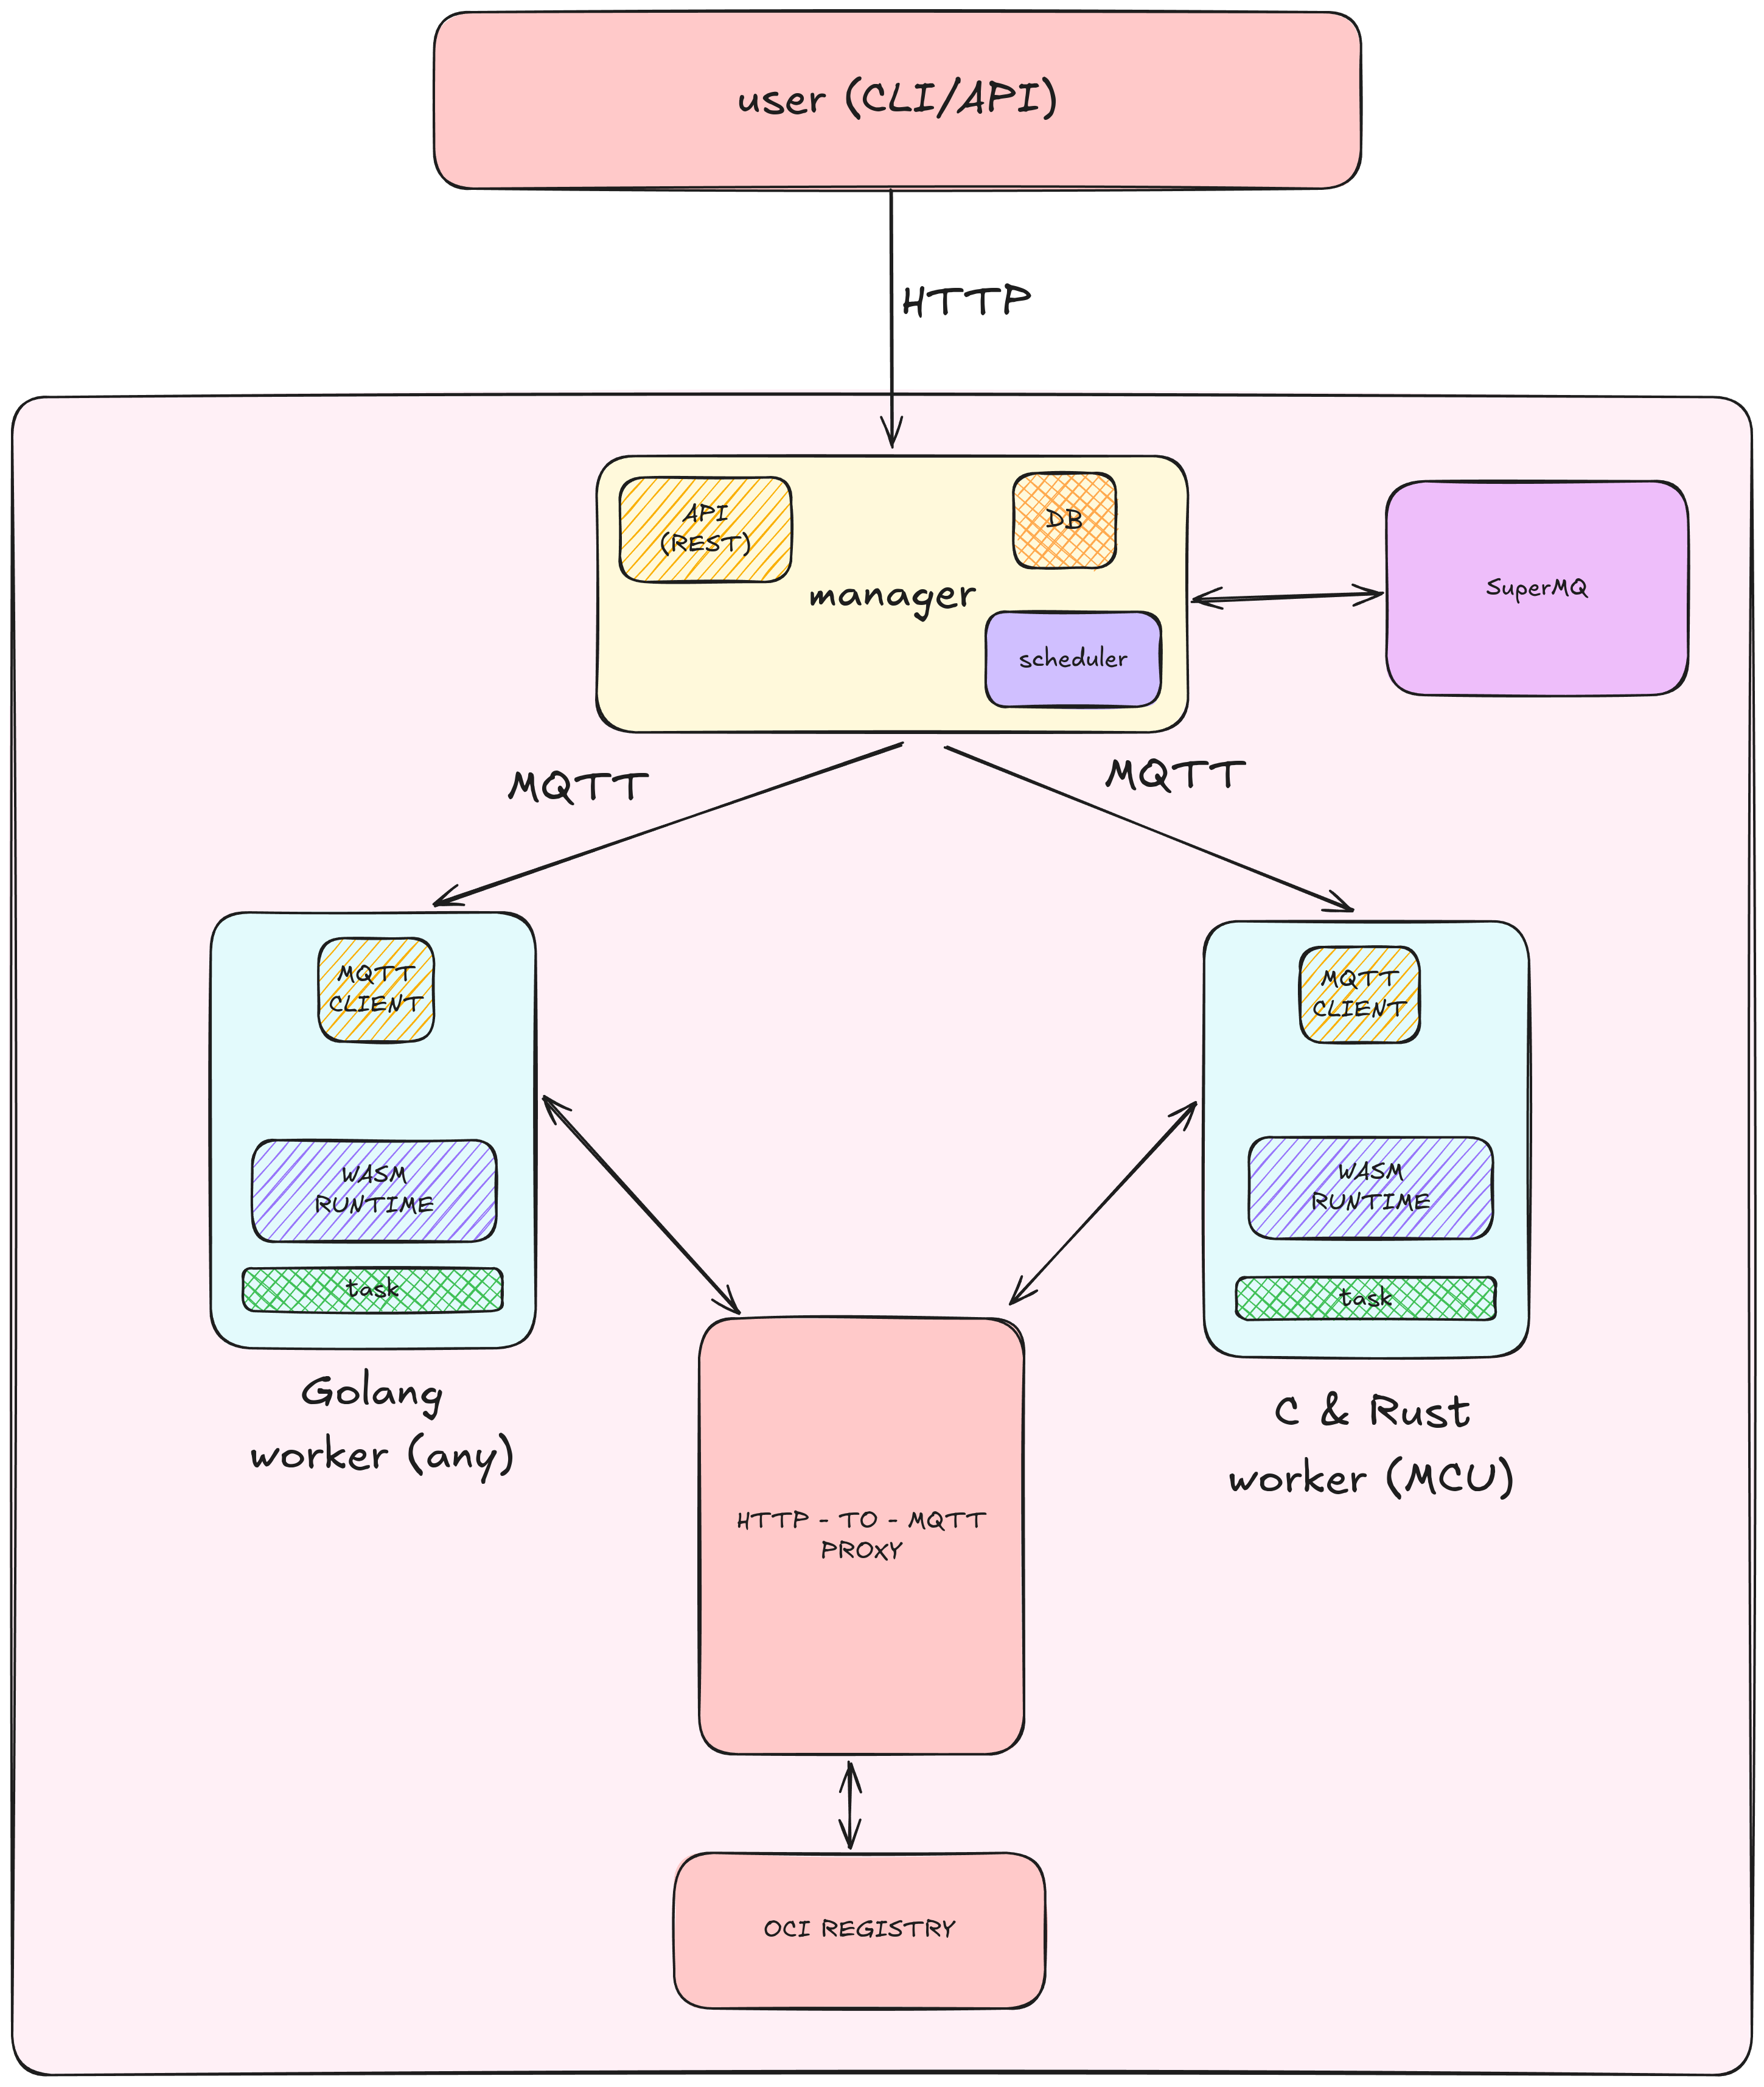 user (CLI/API)
HTTP
API
(REST)
DB
manager
scheduler
SuperMQ
MQTT
MQTT
MQTT
CLIENT
WASM
RUNTIME
task
Golang
worker (any)
MQTT
CLIENT
WASM
RUNTIME
task
C & Rust
worker (MCU)
HTTP - TO - MQTT
PROXY
OCI REGISTRY